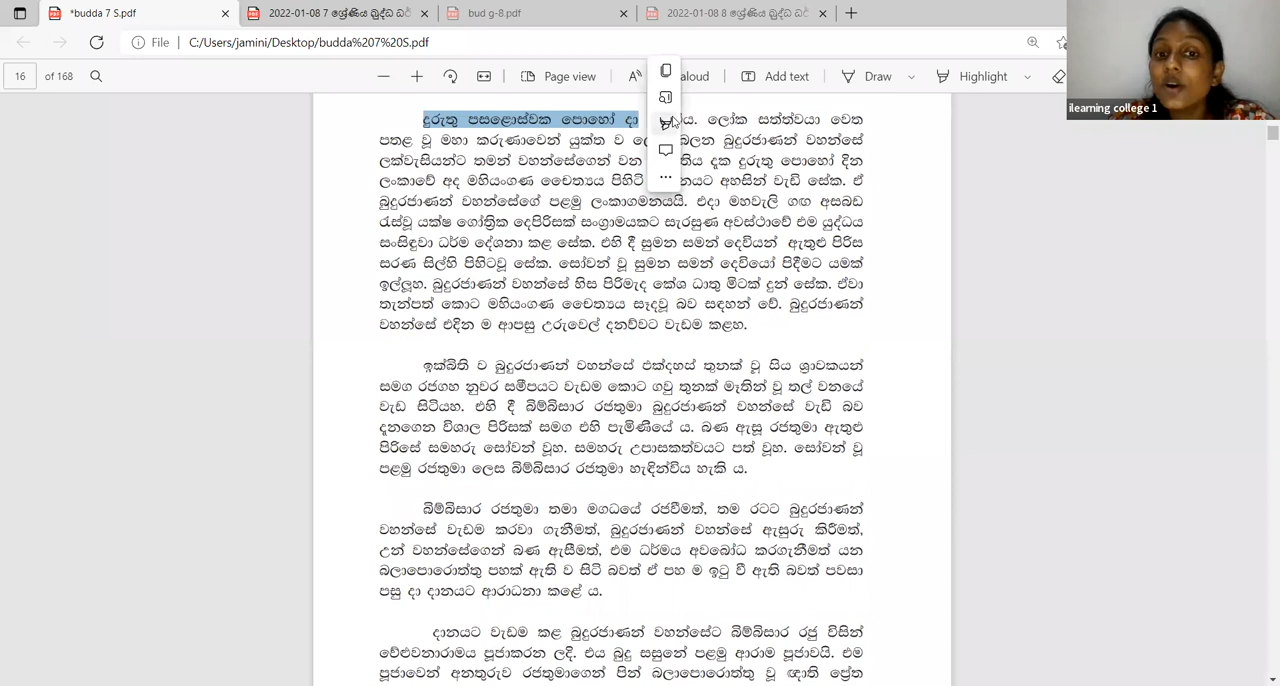 *budda 7 S.pdf
2022-01-08 7 ශ්‍රේණිය බුද්ධ ධර්
bud g-8.pdf
2022-01-08 8 ශ්‍රේණිය බුද්ධ ධර්
File C:/Users/jamini/Desktop/budda%207%20S.pdf
16 of 168 Page view aloud Add text Draw Highlight
ilearning college 1
දුරුතු පසළොස්වක පොහෝ දා ය. ලෝක සත්ත්වයා වෙත
පතළ වූ මහා කරුණාවෙන් යුක්ත ව බලන බුදුරජාණන් වහන්සේ
ලක්වැසියන්ට තමන් වහන්සේගෙන් වන තිය දැක දුරුතු පොහෝ දින
ලංකාවේ අද මහියංගණ චෛත්‍යය පිහිටි නයට අහසින් වැඩි සේක. ඒ
බුදුරජාණන් වහන්සේගේ පළමු ලංකාගමනයයි. එදා මහවැලි ගඟ අසබඩ
රැස්වූ යක්ෂ ගෝත්‍රික දෙපිරිසක් සංග්‍රාමයකට සැරසුණ අවස්ථාවේ එම යුද්ධය
සංසිඳුවා ධර්ම දේශනා කළ සේක. එහි දී සුමන සමන් දෙවියන් ඇතුළු පිරිස
සරණ සිල්හි පිහිටවූ සේක. සෝවන් වූ සුමන සමන් දෙවියෝ පිදීමට යමක්
ඉල්ලූහ. බුදුරජාණන් වහන්සේ හිස පිරිමැද කේශ ධාතු මිටක් දුන් සේක. ඒවා
තැන්පත් කොට මහියංගණ චෛත්‍යය සෑදවූ බව සඳහන් වේ. බුදුරජාණන්
වහන්සේ එදින ම ආපසු උරුවෙල් දනව්වට වැඩම කළහ.
ඉක්බිති ව බුදුරජාණන් වහන්සේ එක්දහස් තුනක් වූ සිය ශ්‍රාවකයන්
සමග රජගහ නුවර සමීපයට වැඩම කොට ගවු තුනක් මෑතින් වූ තල් වනයේ
වැඩ සිටියහ. එහි දී බිම්බිසාර රජතුමා බුදුරජාණන් වහන්සේ වැඩි බව
දැනගෙන විශාල පිරිසක් සමග එහි පැමිණියේ ය. බණ ඇසූ රජතුමා ඇතුළු
පිරිසේ සමහරු සෝවන් වූහ. සමහරු උපාසකත්වයට පත් වූහ. සෝවන් වූ
පළමු රජතුමා ලෙස බිම්බිසාර රජතුමා හැඳින්විය හැකි ය.
බිම්බිසාර රජතුමා තමා මගධයේ රජවීමත්, තම රටට බුදුරජාණන්
වහන්සේ වැඩම කරවා ගැනීමත්, බුදුරජාණන් වහන්සේ ඇසුරු කිරීමත්,
උන් වහන්සේගෙන් බණ ඇසීමත්, එම ධර්මය අවබෝධ කරගැනීමත් යන
බලාපොරොත්තු පහක් ඇති ව සිටි බවත් ඒ පහ ම ඉටු වී ඇති බවත් පවසා
පසු දා දානයට ආරාධනා කළේ ය.
දානයට වැඩම කළ බුදුරජාණන් වහන්සේට බිම්බිසාර රජු විසින්
වේළුවනාරාමය පූජාකරන ලදි. එය බුදු සසුනේ පළමු ආරාම පූජාවයි. එම
පූජාවෙන් අනතුරුව රජතුමාගෙන් පින් බලාපොරොත්තු වූ ඥාති ප්‍රේත